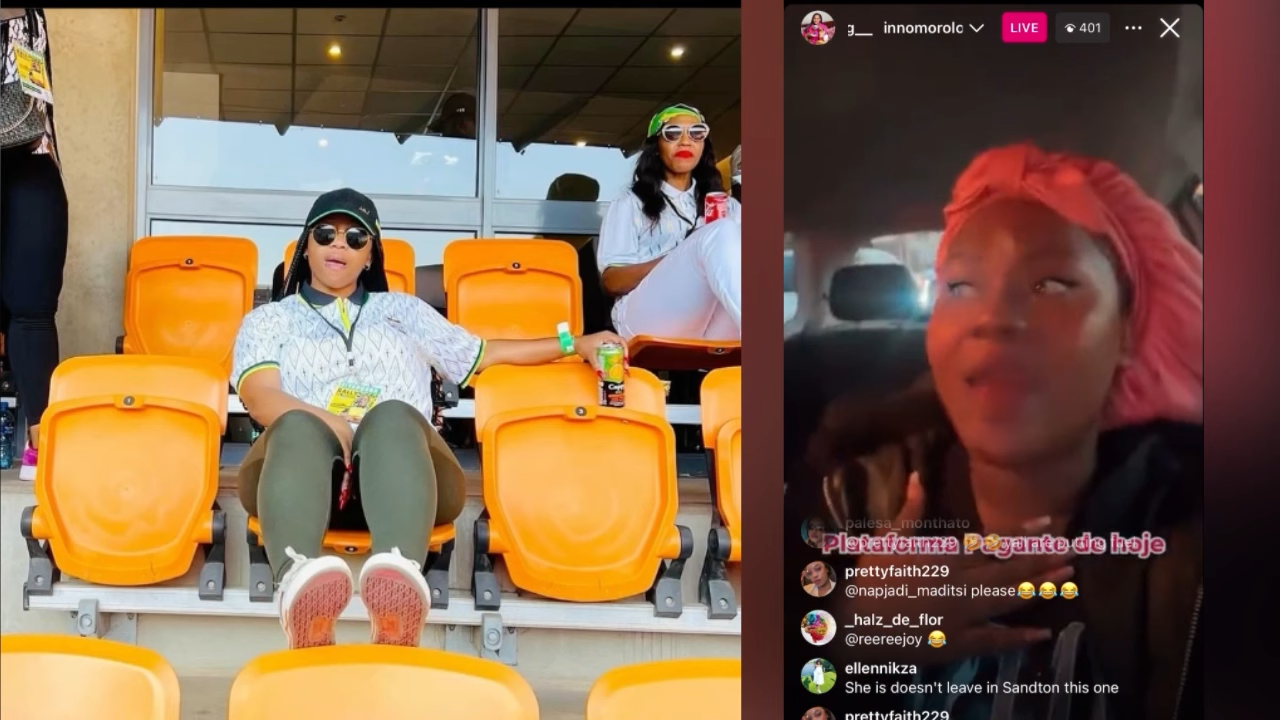 g__ innomorolo
LIVE
401
palesa_monthato
Plataforma Pagante de hoje
prettyfaith229
@napjadi_maditsi please😂😂😂
_halz_de_flor
@reereejoy 😂
ellennikza
She is doesn't leave in Sandton this one
prettyfaith229